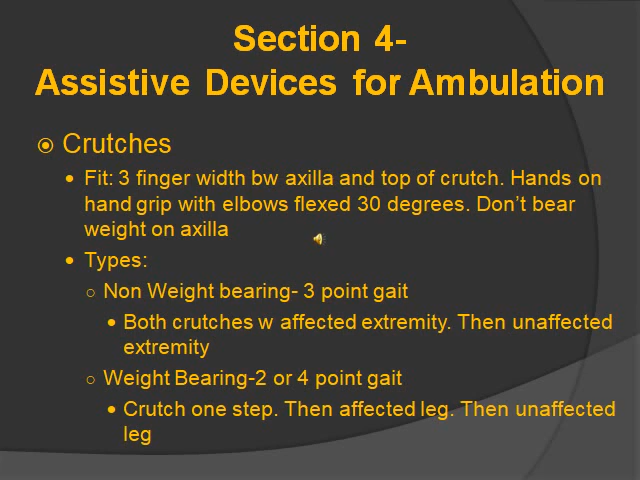 Section 4-
Assistive Devices for Ambulation
Crutches
Fit: 3 finger width bw axilla and top of crutch. Hands on
hand grip with elbows flexed 30 degrees. Don't bear
weight on axilla
Types:
Non Weight bearing- 3 point gait
Both crutches w affected extremity. Then unaffected
extremity
Weight Bearing-2 or 4 point gait
Crutch one step. Then affected leg. Then unaffected
leg